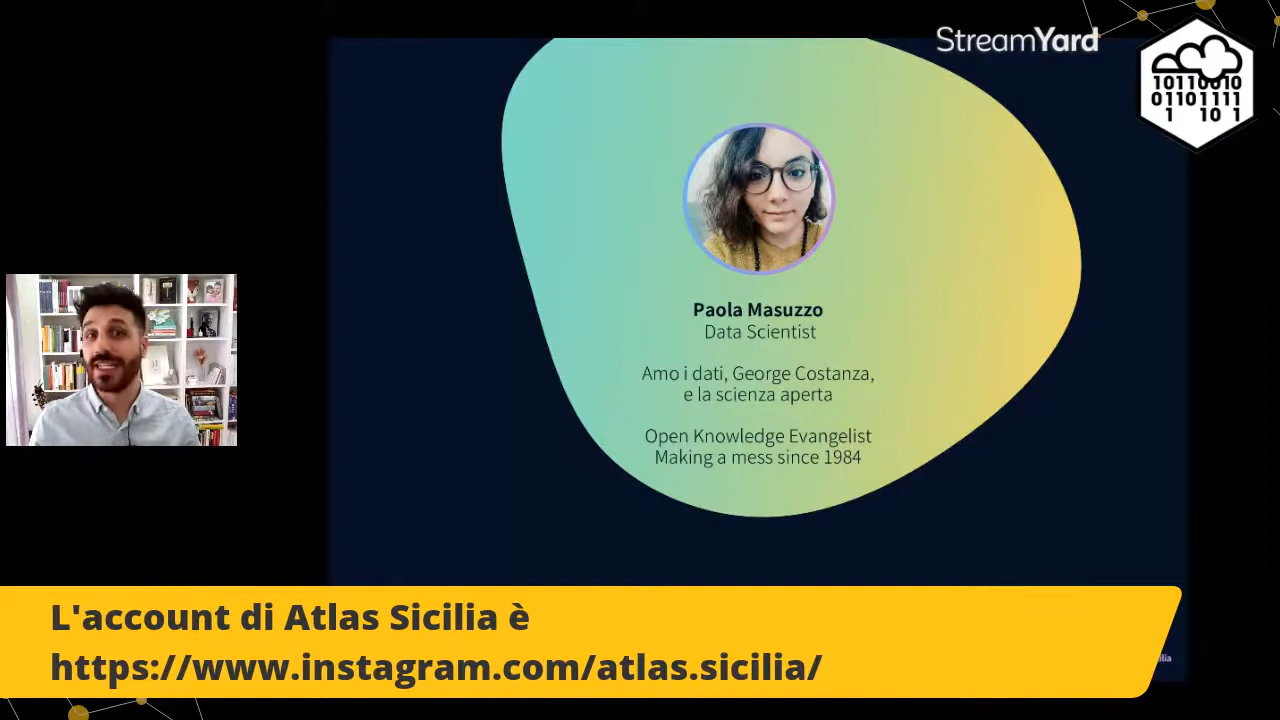 StreamYard
10110010
01101111
1 10 1
Paola Masuzzo
Data Scientist
Amo i dati, George Costanza,
e la scienza aperta
Open Knowledge Evangelist
Making a mess since 1984
L'account di Atlas Sicilia è
https://www.instagram.com/atlas.sicilia/